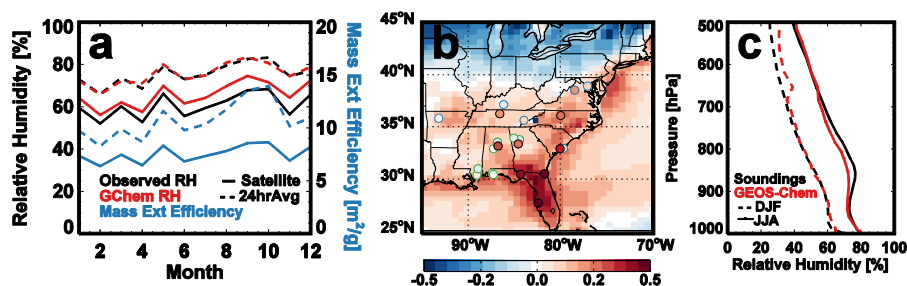 a
Relative Humidity [%]
100
80
60
40
20
0
20
15
10
5
0
Mass Ext Efficiency [m²/g]
Observed RH
GChem RH
Mass Ext Efficiency
Satellite
24hrAvg
2 4 6 8 10 12
Month
b
45°N
40°N
35°N
30°N
25°N
90°W 80°W 70°W
-0.5 -0.2 0.0 0.2 0.5
c
Pressure [hPa]
500
600
700
800
900
1000
Soundings
GEOS-Chem
DJF
JJA
0 20 40 60 80 100
Relative Humidity [%]